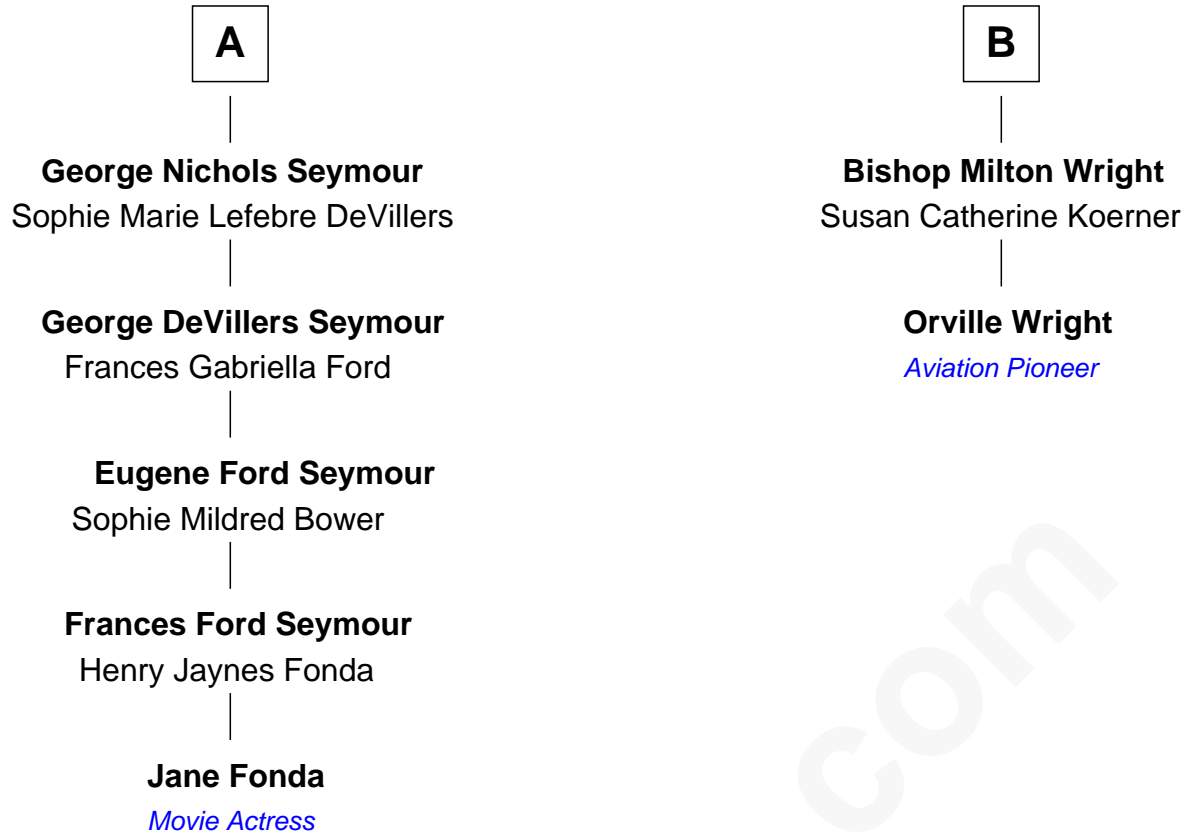 A
George Nichols Seymour
Sophie Marie Lefebre DeVillers
George DeVillers Seymour
Frances Gabriella Ford
Eugene Ford Seymour
Sophie Mildred Bower
Frances Ford Seymour
Henry Jaynes Fonda
Jane Fonda
Movie Actress
B
Bishop Milton Wright
Susan Catherine Koerner
Orville Wright
Aviation Pioneer
com